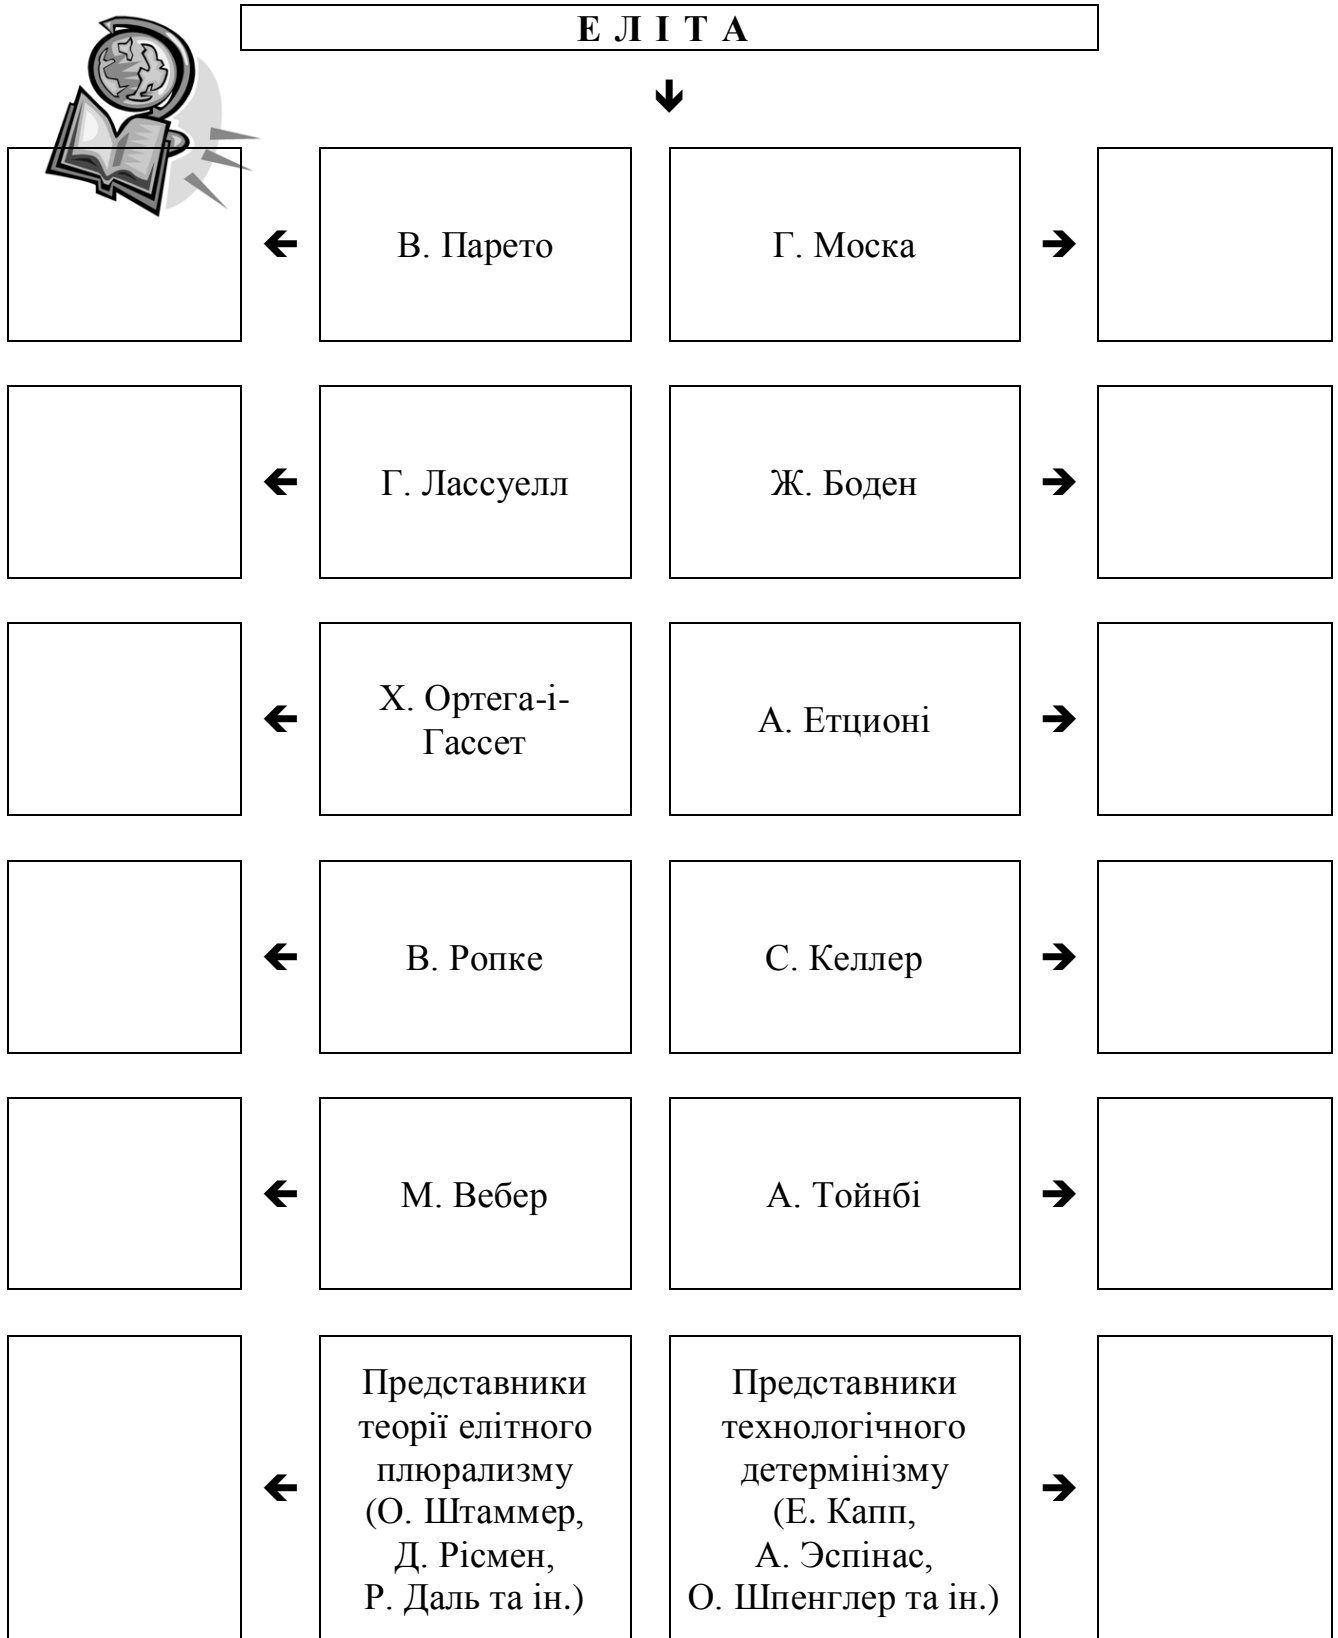 Е Л І Т А
В. Парето
Г. Моска
Г. Лассуелл
Ж. Боден
Х. Ортега-і-
Гассет
А. Етционі
В. Ропке
С. Келлер
М. Вебер
А. Тойнбі
Представники
теорії елітного
плюрализму
(О. Штаммер,
Д. Рісмен,
Р. Даль та ін.)
Представники
технологічного
детермінізму
(Е. Капп,
А. Эспінас,
О. Шпенглер та ін.)